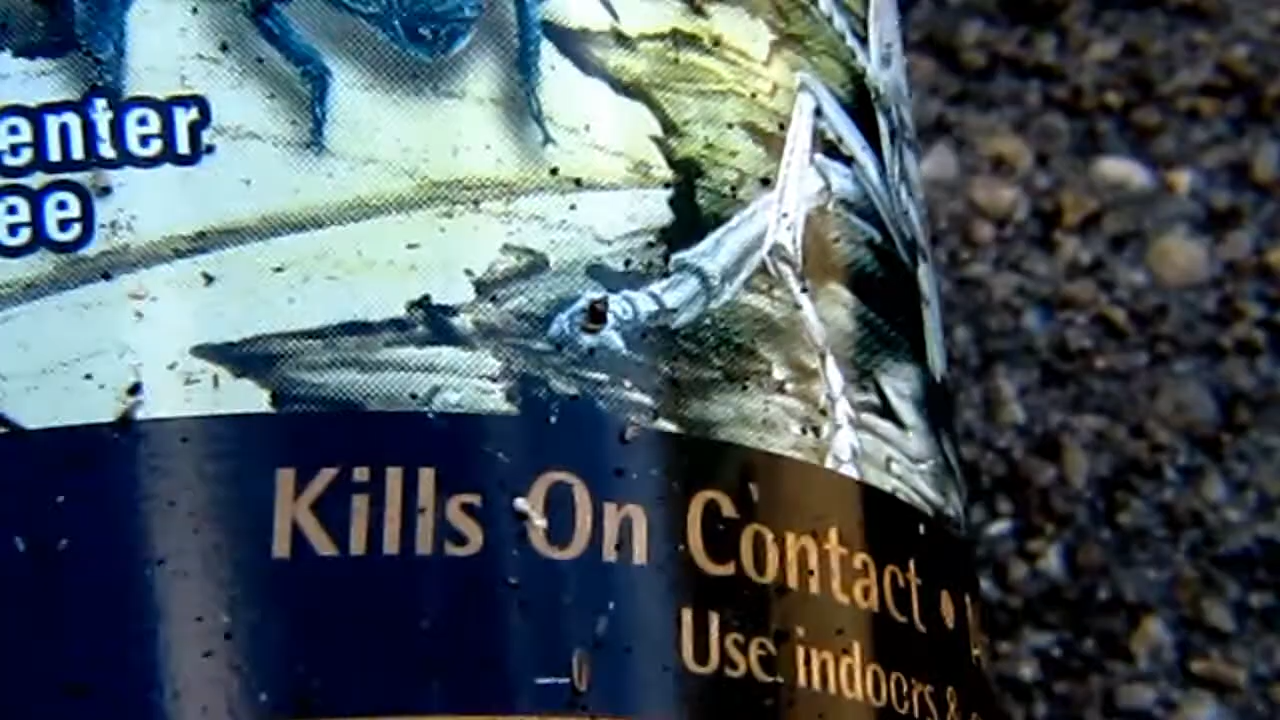 enter
ee
Kills On Contact •
Use indoors &